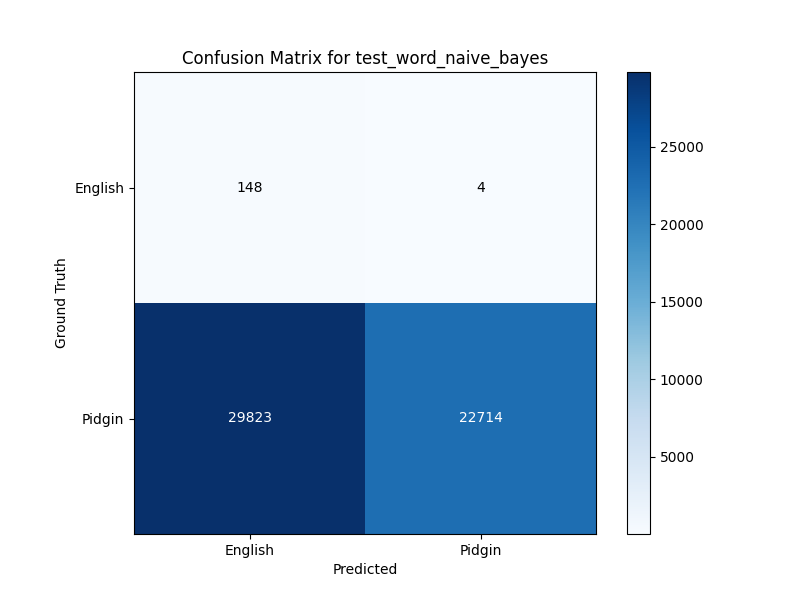 Confusion Matrix for test_word_naive_bayes
English
148
4
Ground Truth
Pidgin
29823
22714
English
Pidgin
Predicted
25000
20000
15000
10000
5000